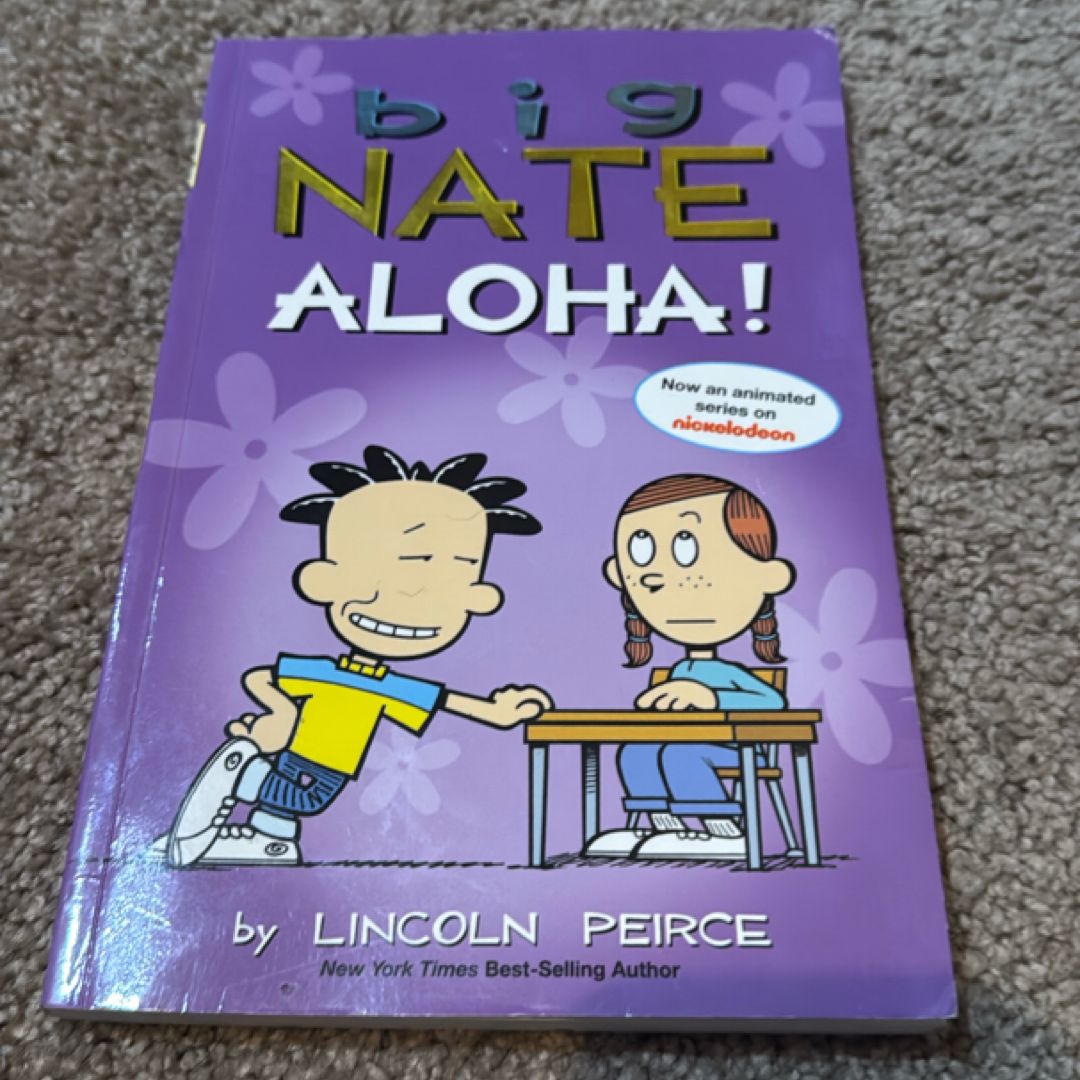 big
NATE
ALOHA!
Now an animated
series on
nickelodeon
by LINCOLN PEIRCE
New York Times Best-Selling Author